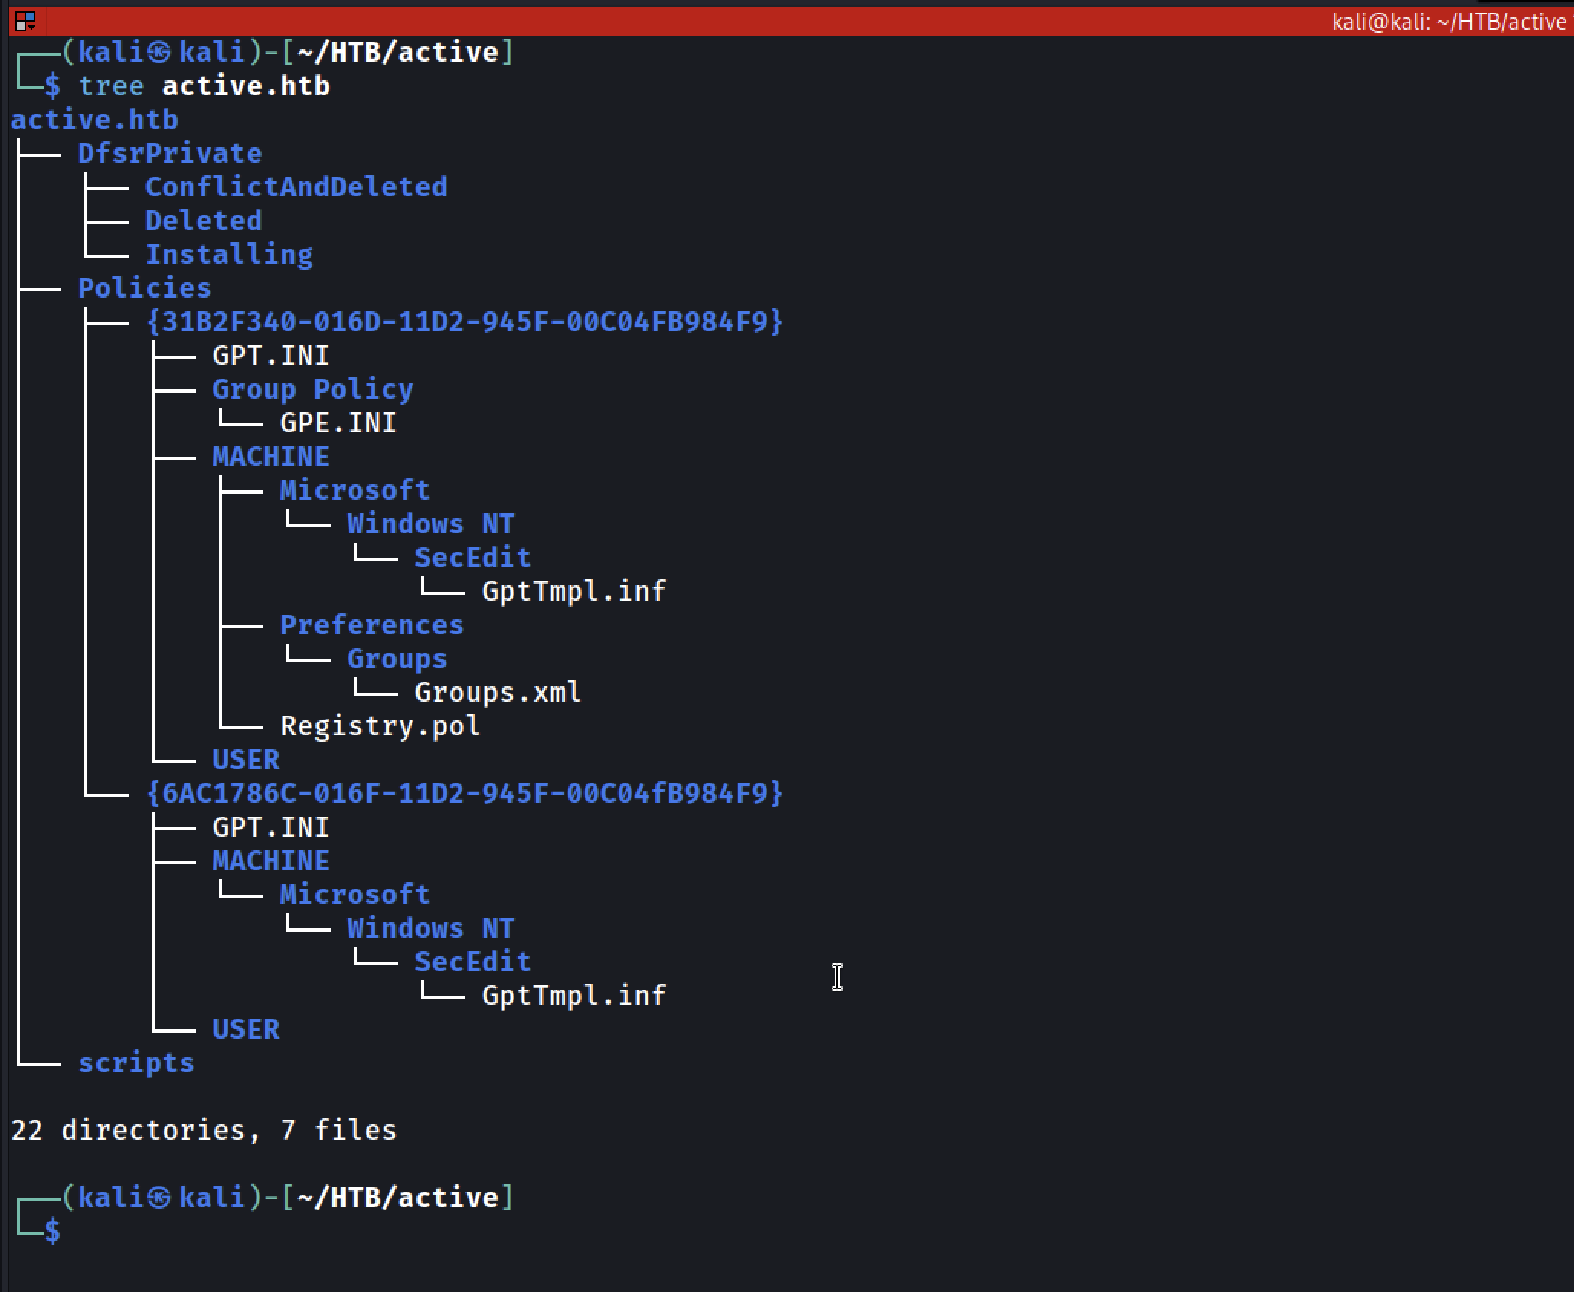 kali@kali: ~/HTB/active
┌──(kali㉿kali)-[~/HTB/active]
└─$ tree active.htb
active.htb
├── DfsrPrivate
│   ├── ConflictAndDeleted
│   ├── Deleted
│   └── Installing
├── Policies
│   ├── {31B2F340-016D-11D2-945F-00C04FB984F9}
│   │   ├── GPT.INI
│   │   ├── Group Policy
│   │   │   └── GPE.INI
│   │   ├── MACHINE
│   │   │   ├── Microsoft
│   │   │   │   └── Windows NT
│   │   │   │       └── SecEdit
│   │   │   │           └── GptTmpl.inf
│   │   │   ├── Preferences
│   │   │   │   └── Groups
│   │   │   │       └── Groups.xml
│   │   │   └── Registry.pol
│   │   └── USER
│   └── {6AC1786C-016F-11D2-945F-00C04fB984F9}
│       ├── GPT.INI
│       ├── MACHINE
│       │   └── Microsoft
│       │       └── Windows NT
│       │           └── SecEdit
│       │               └── GptTmpl.inf
│       └── USER
└── scripts
22 directories, 7 files
┌──(kali㉿kali)-[~/HTB/active]
└─$